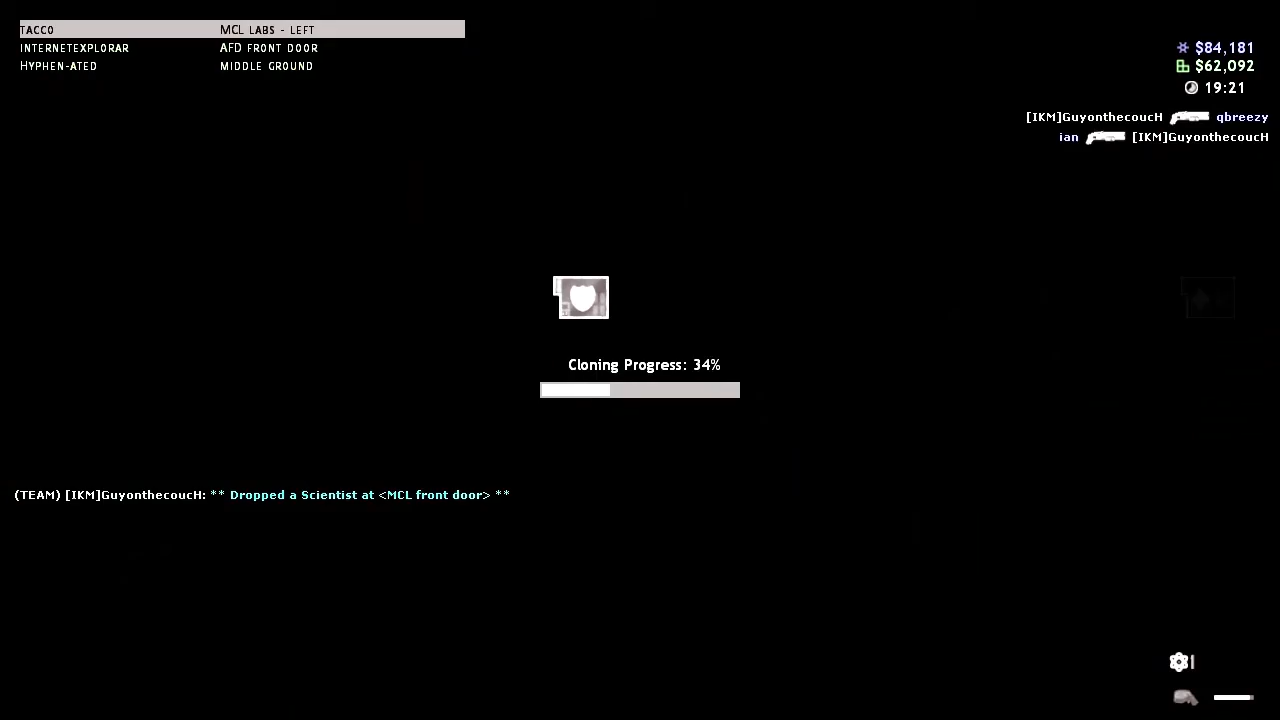 TACCO MCL LABS - LEFT
INTERNETEXPLORAR AFD FRONT DOOR
HYPHEN-ATED MIDDLE GROUND
$84,181
$62,092
19:21
[IKM]GuyonthecoucH qbreezy
ian [IKM]GuyonthecoucH
Cloning Progress: 34%
(TEAM) [IKM]GuyonthecoucH: ** Dropped a Scientist at <MCL front door> **